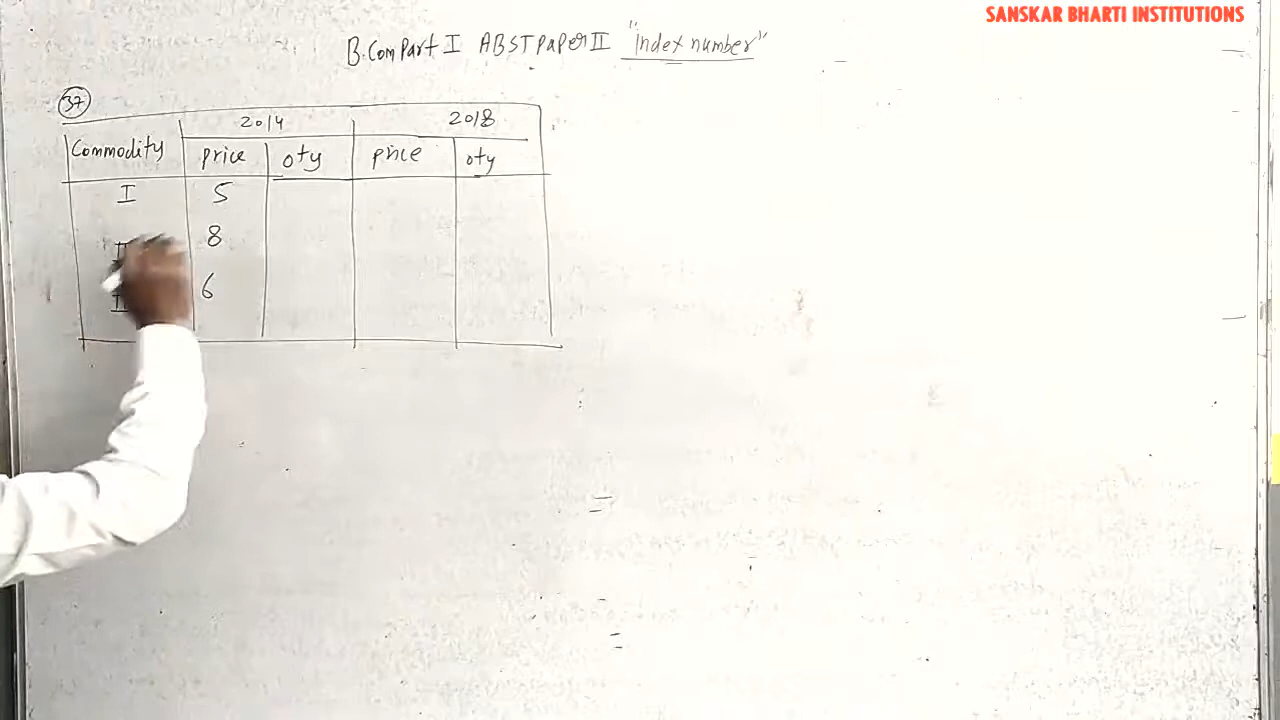 SANSKAR BHARTI INSTITUTIONS
B.Com Part I ABST Paper II "Index number"
37
2014 2018
Commodity price Qty price Qty
I 5
8
6